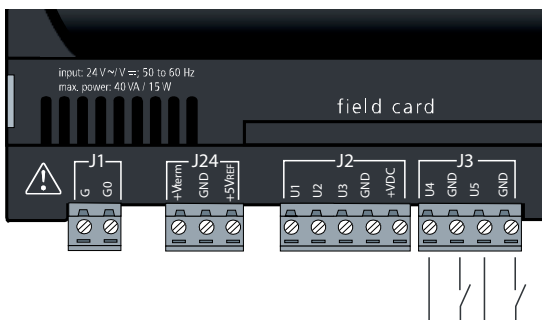 input: 24 V ~/ V ⎓; 50 to 60 Hz
max. power: 40 VA / 15 W
field card
J1
J24
J2
J3
G
G0
+Vterm
GND
+5VREF
U1
U2
U3
GND
+VDC
U4
GND
U5
GND